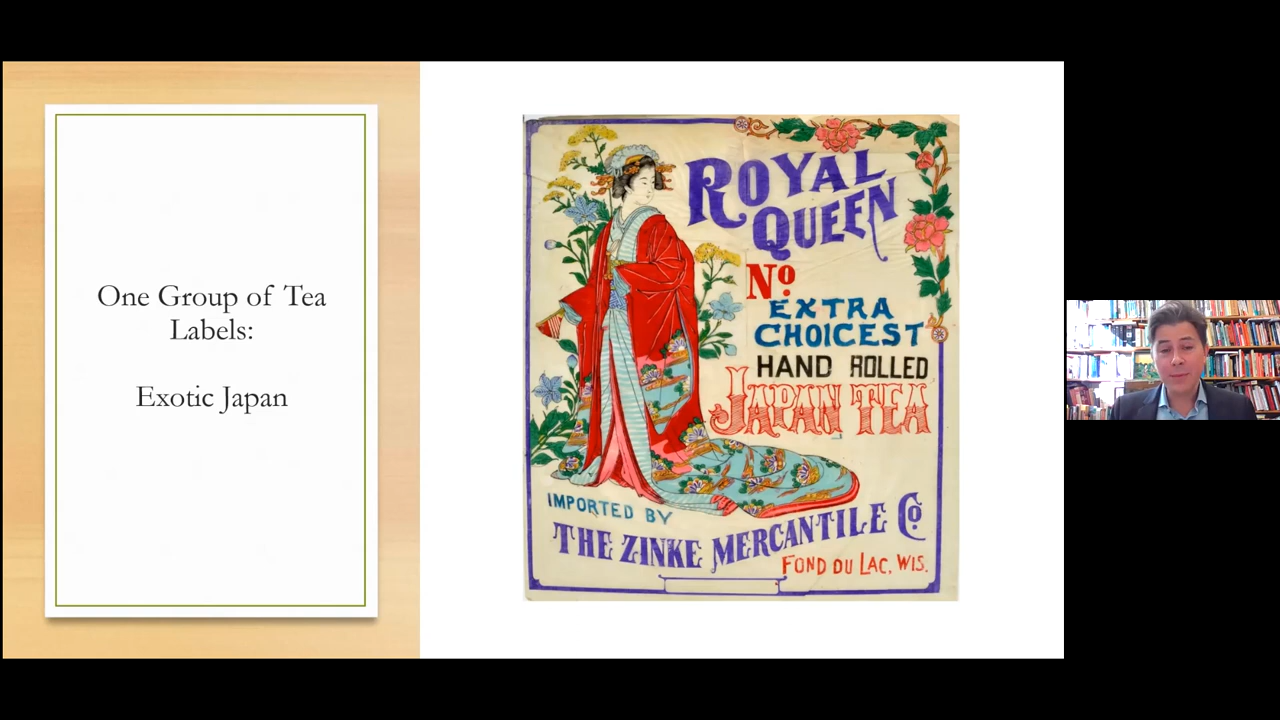 One Group of Tea
Labels:
Exotic Japan
ROYAL
QUEEN
Nº
EXTRA
CHOICEST
HAND ROLLED
JAPAN TEA
IMPORTED BY
THE ZINKE MERCANTILE Cº
FOND DU LAC, WIS.